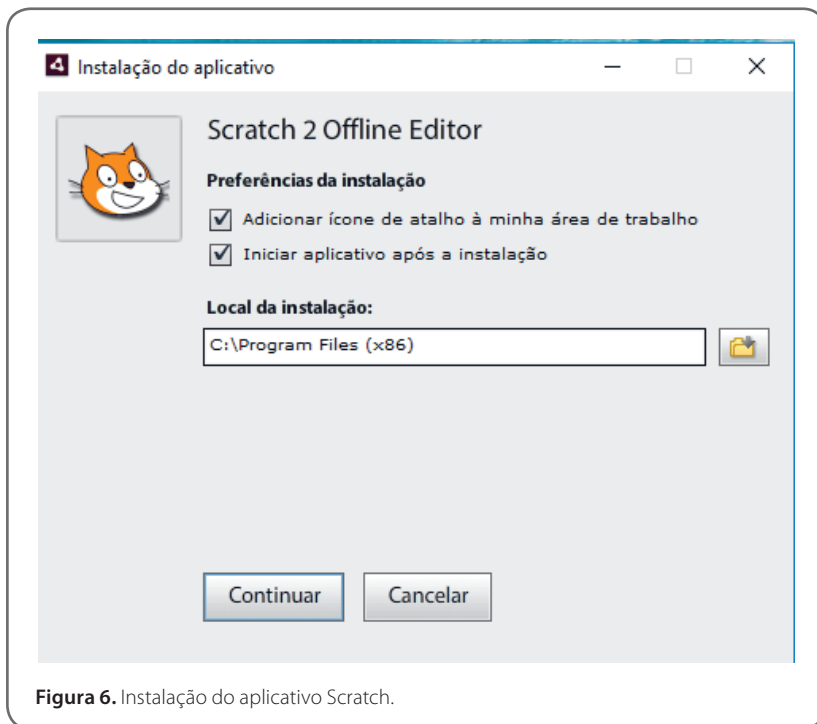 Instalação do aplicativo
Scratch 2 Offline Editor
Preferências da instalação
Adicionar ícone de atalho à minha área de trabalho
Iniciar aplicativo após a instalação
Local da instalação:
C:\Program Files (x86)
Continuar Cancelar
Figura 6. Instalação do aplicativo Scratch.